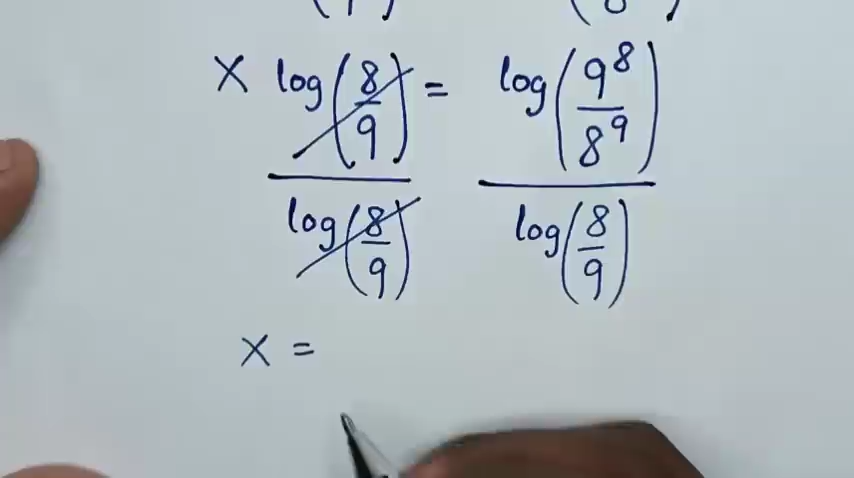 x log(8/9) = log(9^8/8^9)
log(8/9) log(8/9)
x =